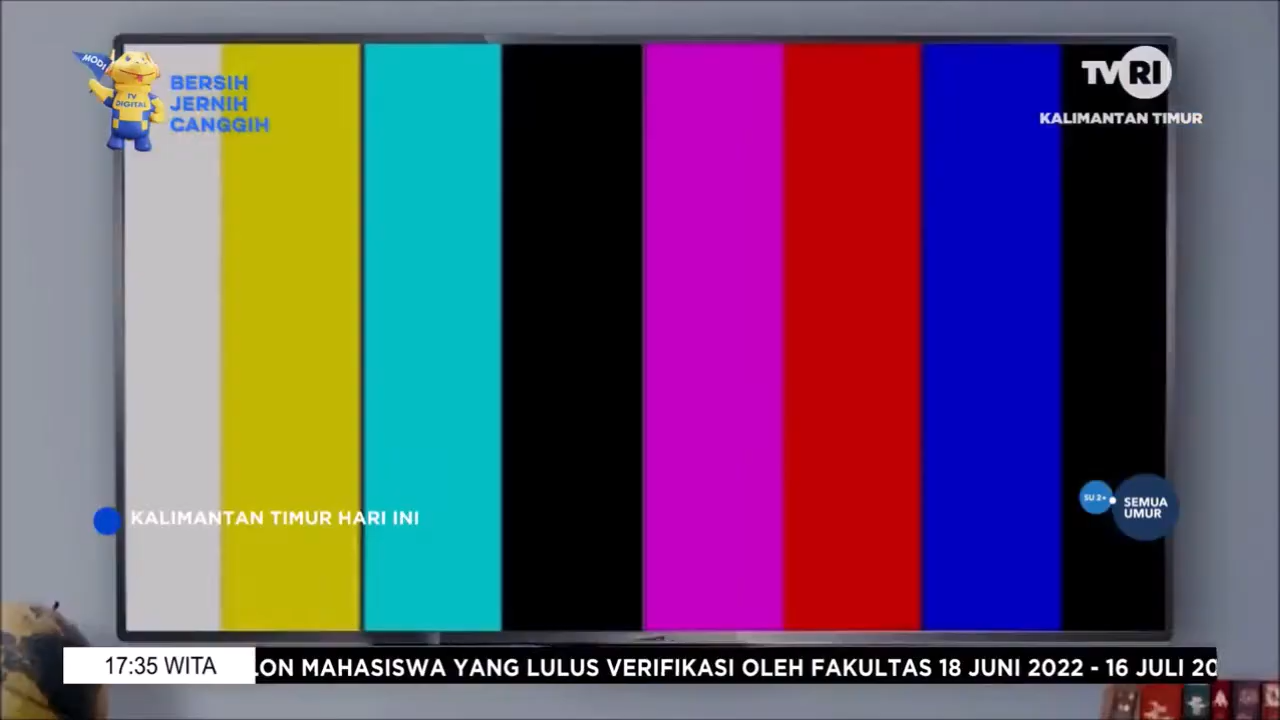 MODI
TV
DIGITAL
BERSIH
JERNIH
CANGGIH
TVRI
KALIMANTAN TIMUR
SU 2+
SEMUA
UMUR
KALIMANTAN TIMUR HARI INI
17:35 WITA
LON MAHASISWA YANG LULUS VERIFIKASI OLEH FAKULTAS 18 JUNI 2022 - 16 JULI 20